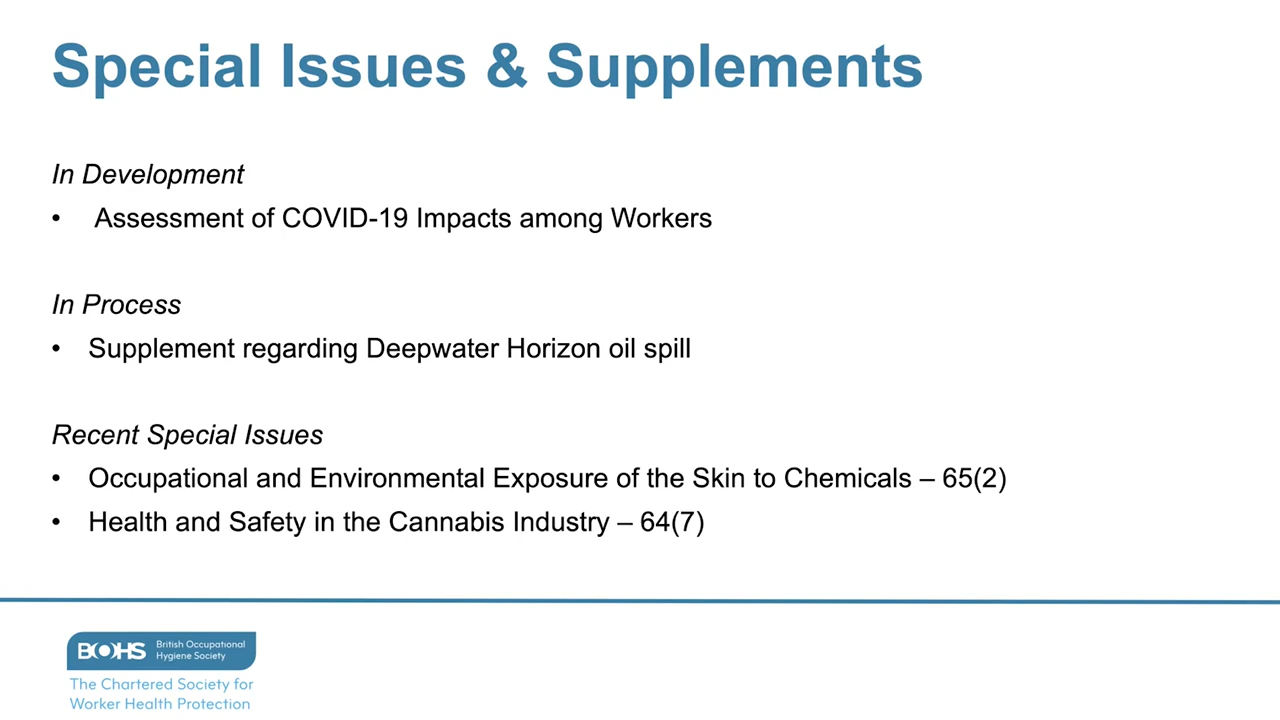 Special Issues & Supplements
In Development
• Assessment of COVID-19 Impacts among Workers
In Process
• Supplement regarding Deepwater Horizon oil spill
Recent Special Issues
• Occupational and Environmental Exposure of the Skin to Chemicals – 65(2)
• Health and Safety in the Cannabis Industry – 64(7)
BOHS
British Occupational
Hygiene Society
The Chartered Society for
Worker Health Protection